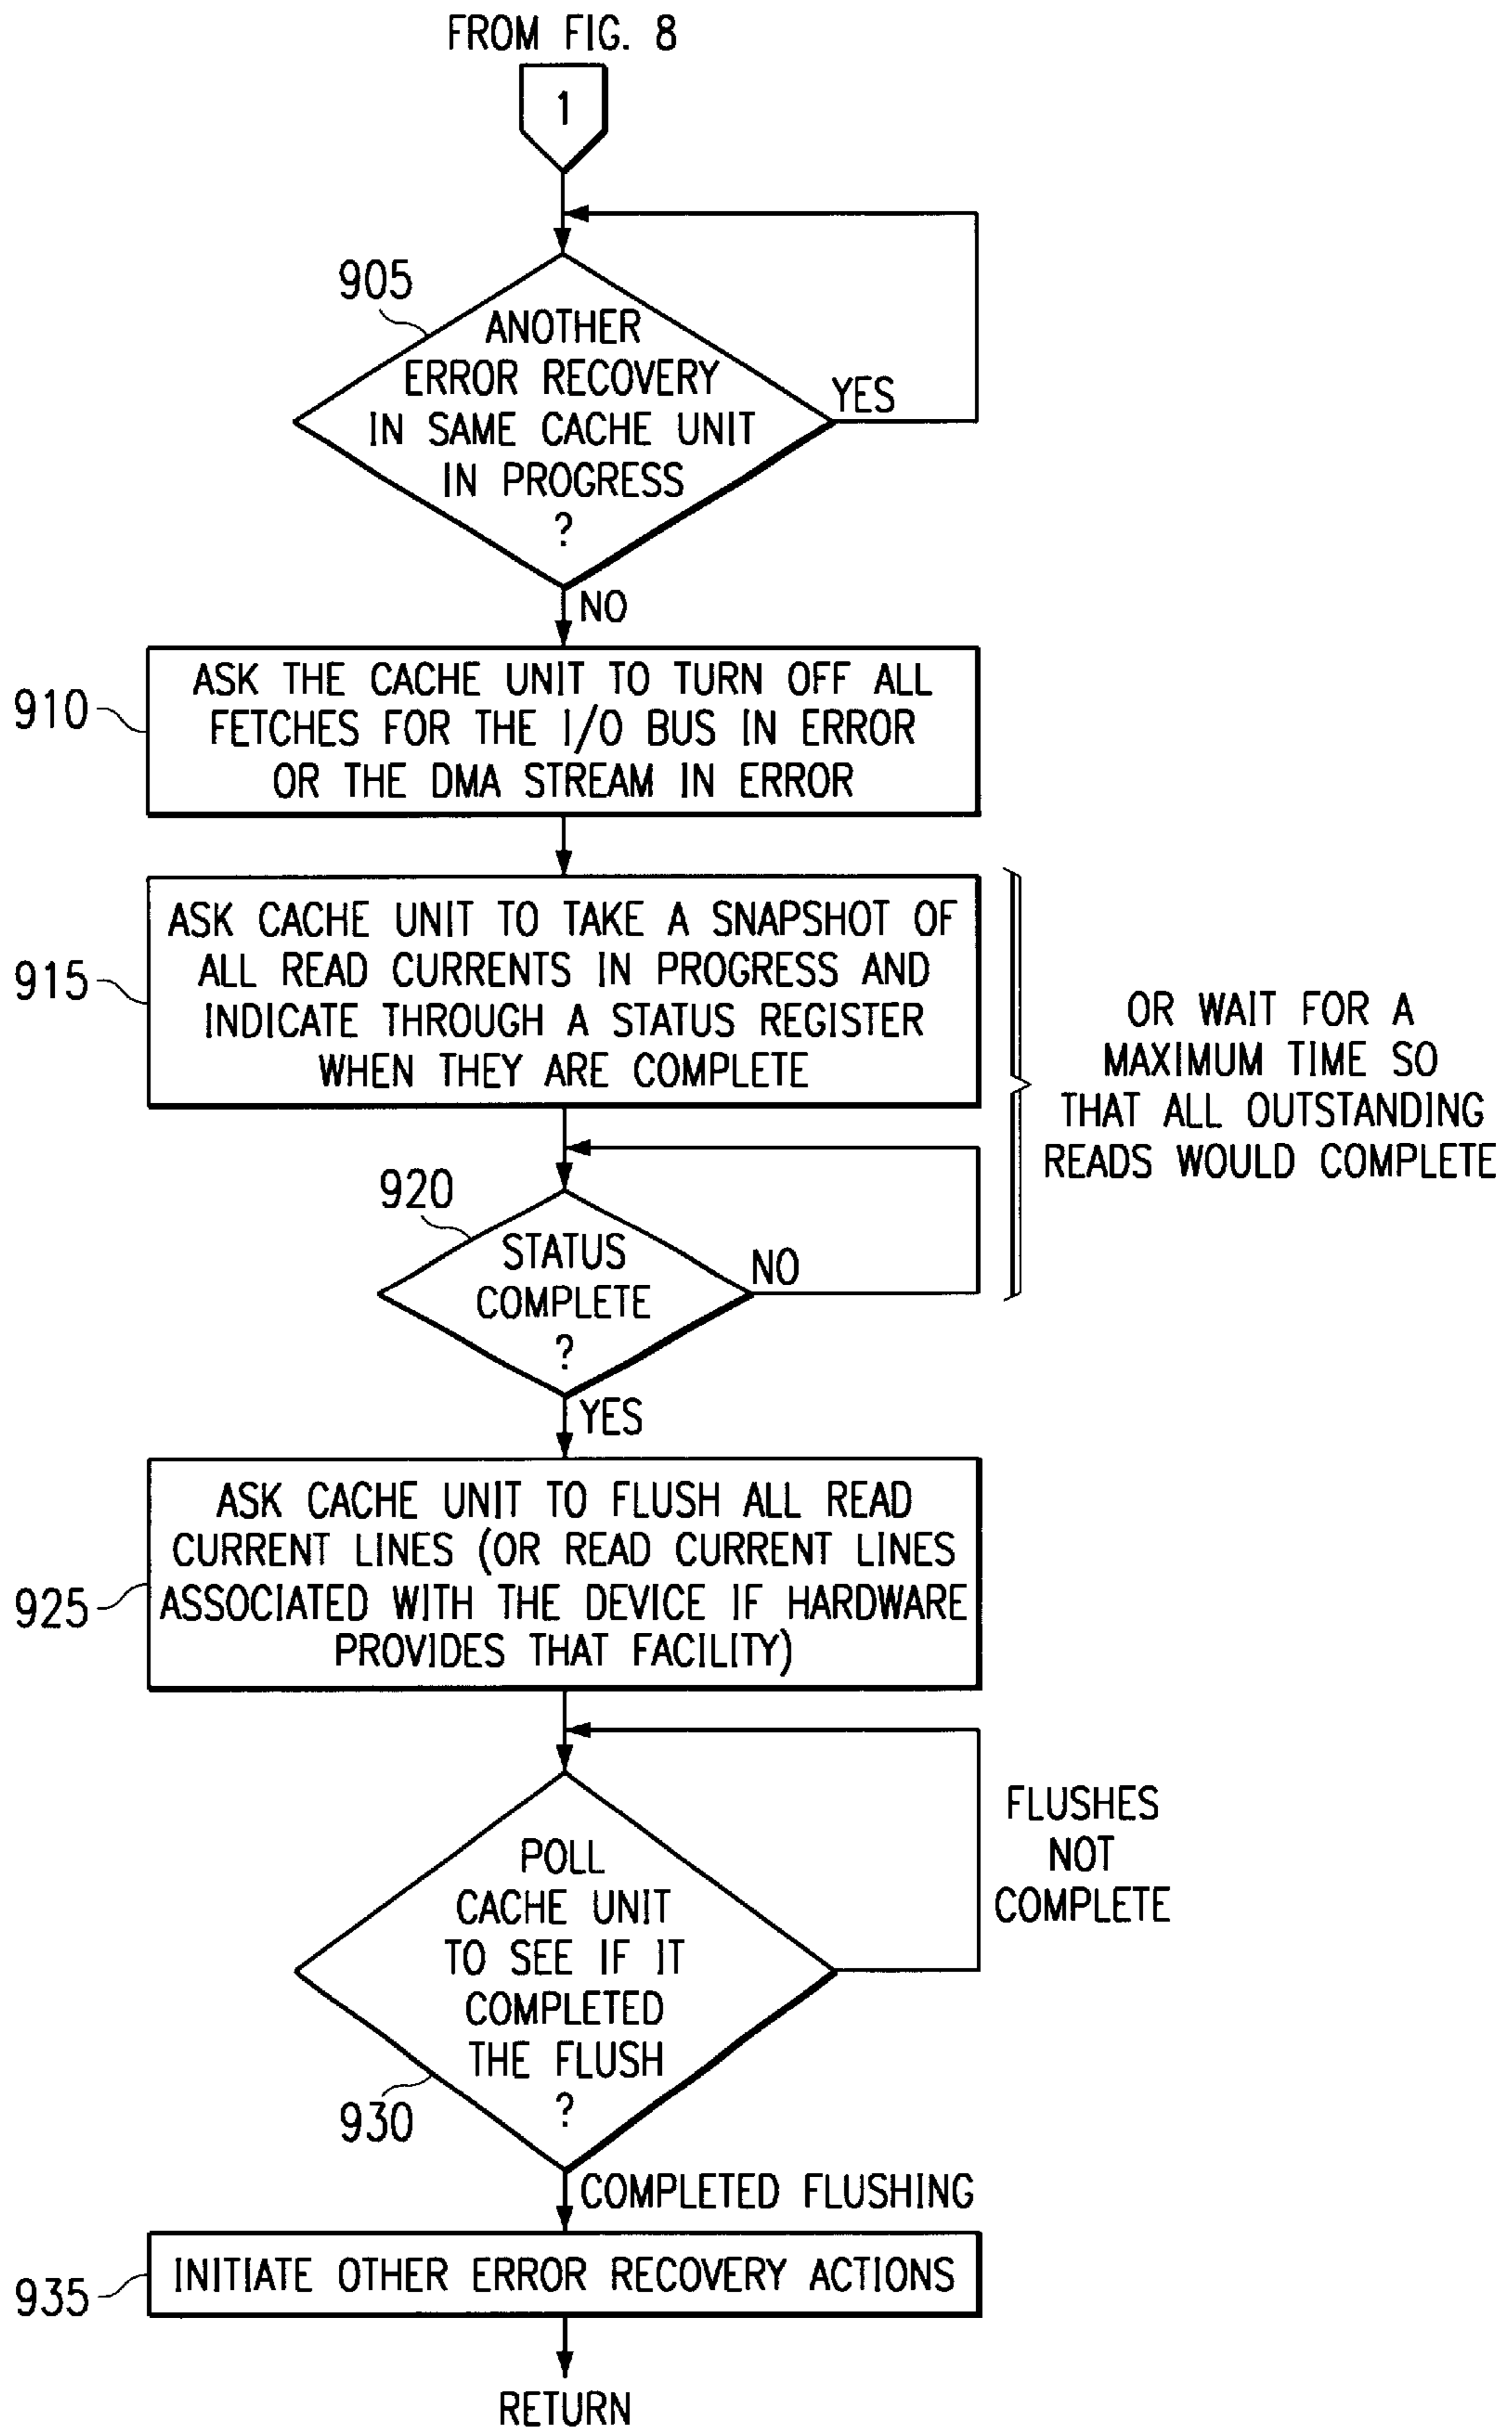 FROM FIG. 8
1
905
ANOTHER
ERROR RECOVERY
IN SAME CACHE UNIT
IN PROGRESS
?
YES
NO
910
ASK THE CACHE UNIT TO TURN OFF ALL
FETCHES FOR THE I/O BUS IN ERROR
OR THE DMA STREAM IN ERROR
915
ASK CACHE UNIT TO TAKE A SNAPSHOT OF
ALL READ CURRENTS IN PROGRESS AND
INDICATE THROUGH A STATUS REGISTER
WHEN THEY ARE COMPLETE
OR WAIT FOR A
MAXIMUM TIME SO
THAT ALL OUTSTANDING
READS WOULD COMPLETE
920
STATUS
COMPLETE
?
NO
YES
925
ASK CACHE UNIT TO FLUSH ALL READ
CURRENT LINES (OR READ CURRENT LINES
ASSOCIATED WITH THE DEVICE IF HARDWARE
PROVIDES THAT FACILITY)
POLL
CACHE UNIT
TO SEE IF IT
COMPLETED
THE FLUSH
?
930
FLUSHES
NOT
COMPLETE
COMPLETED FLUSHING
935
INITIATE OTHER ERROR RECOVERY ACTIONS
RETURN